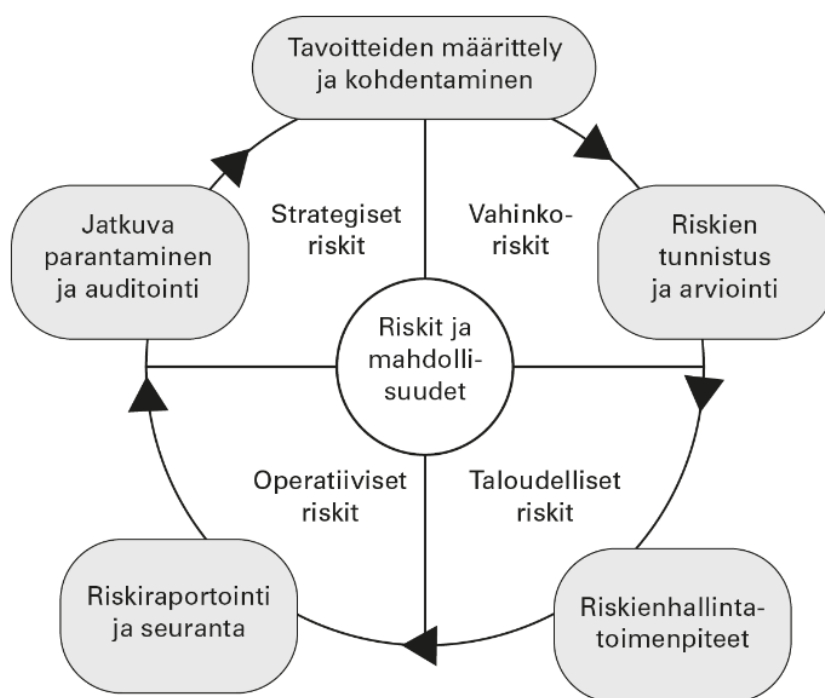 Tavoitteiden määrittely
ja kohdentaminen
Jatkuva
parantaminen
ja auditointi
Strategiset
riskit
Vahinko-
riskit
Riskien
tunnistus
ja arviointi
Riskit ja
mahdolli-
suudet
Operatiiviset
riskit
Taloudelliset
riskit
Riskiraportointi
ja seuranta
Riskienhallinta-
toimenpiteet